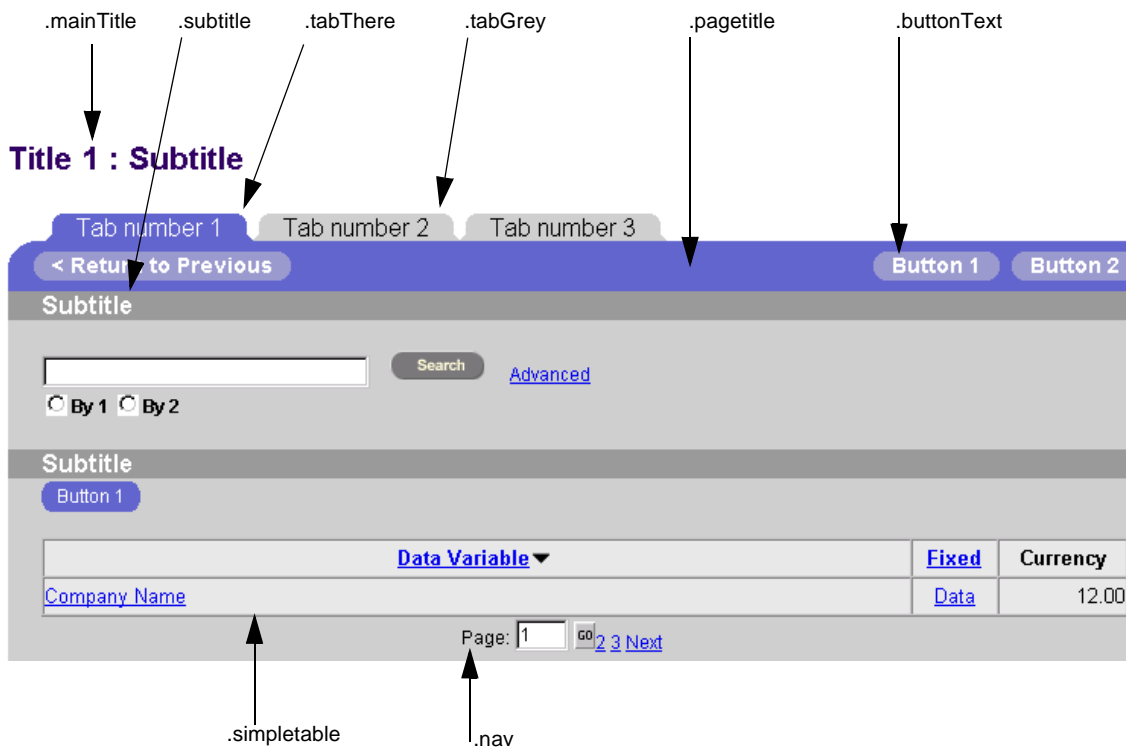 .mainTitle .subtitle .tabThere .tabGrey .pagetitle .buttonText
Title 1 : Subtitle
Tab number 1 Tab number 2 Tab number 3
< Return to Previous Button 1 Button 2
Subtitle
Search Advanced
By 1 By 2
Subtitle
Button 1
Data Variable Fixed Currency
Company Name Data 12.00
Page: 1 GO 2 3 Next
.simpletable .nav